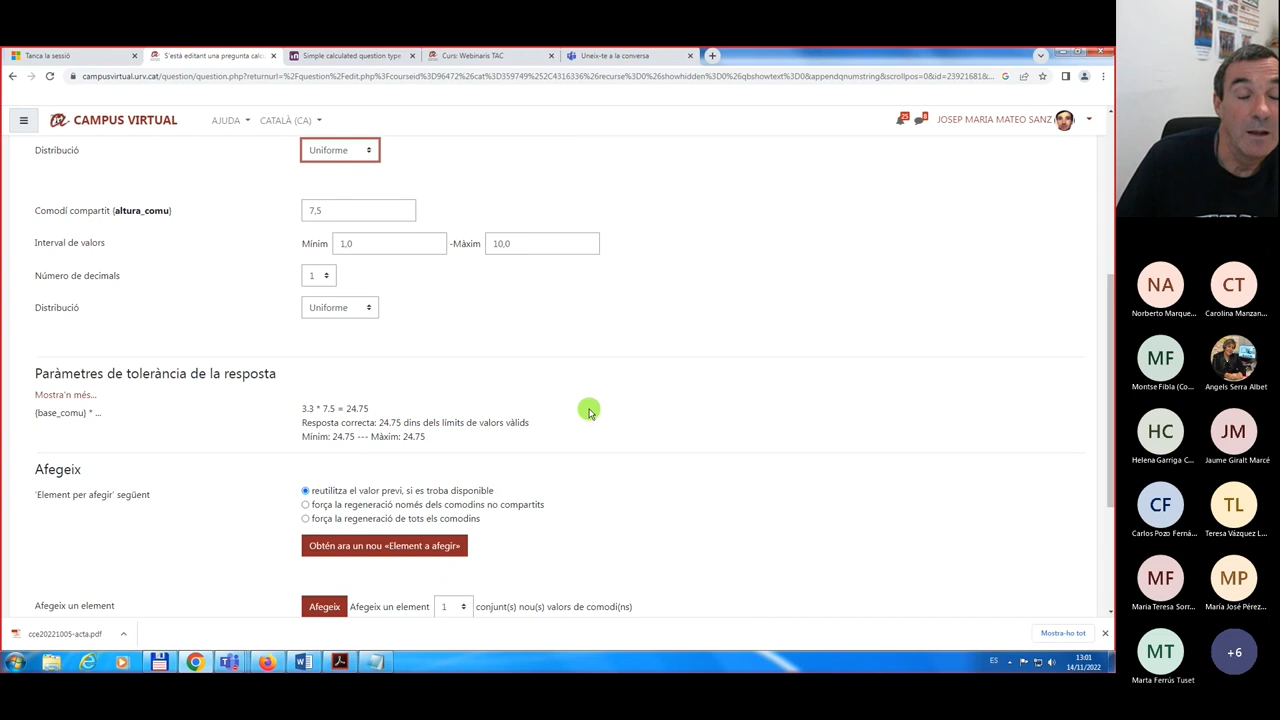 Tanca la sessió
S'està editant una pregunta calc
Simple calculated question type
Curs: Webinaris TAC
Uneix-te a la conversa
campusvirtual.urv.cat/question/question.php?returnurl=%2Fquestion%2Fedit.php%3Fcourseid%3D96472%26cat%3D359749%252C4316336%26recurse%3D0%26showhidden%3D0%26qbshowtext%3D0&appendqnumstring&scrollpos=0&id=23921681&...
CAMPUS VIRTUAL
AJUDA
CATALÀ (CA)
25
8
JOSEP MARIA MATEO SANZ
Distribució
Uniforme
Comodí compartit {altura_comu}
7,5
Interval de valors
Mínim
1,0
-Màxim
10,0
Número de decimals
1
Distribució
Uniforme
Paràmetres de tolerància de la resposta
Mostra'n més...
{base_comu} * ...
3.3 * 7.5 = 24.75
Resposta correcta: 24.75 dins dels límits de valors vàlids
Mínim: 24.75 --- Màxim: 24.75
Afegeix
'Element per afegir' següent
reutilitza el valor previ, si es troba disponible
força la regeneració només dels comodins no compartits
força la regeneració de tots els comodins
Obtén ara un nou «Element a afegir»
Afegeix un element
Afegeix
Afegeix un element
1
conjunt(s) nou(s) valors de comodí(ns)
cce20221005-acta.pdf
Mostra-ho tot
ES
13:01
14/11/2022
NA
CT
Norberto Marque...
Carolina Manzan...
MF
Montse Fibla (Co...
Angels Serra Albet
HC
JM
Helena Garriga C...
Jaume Giralt Marcé
CF
TL
Carlos Pozo Ferná...
Teresa Vázquez L...
MF
MP
Maria Teresa Sorr...
María José Pérez...
MT
+6
Marta Ferrús Tuset